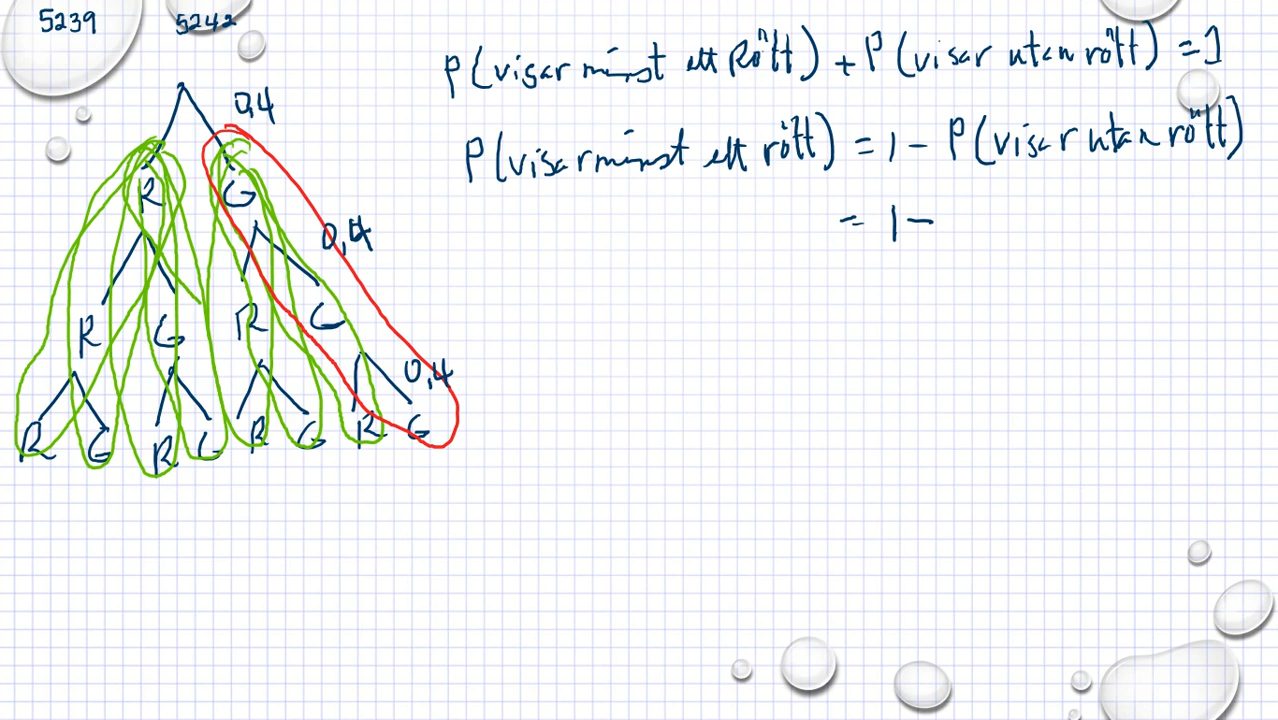 5239 5242
P(visar minst ett Rött) + P(visar utan rött) = 1
P(visar minst ett rött) = 1 - P(visar utan rött)
= 1 -
0,4
R G
0,4
R G R G
0,4
R G R G R G R G